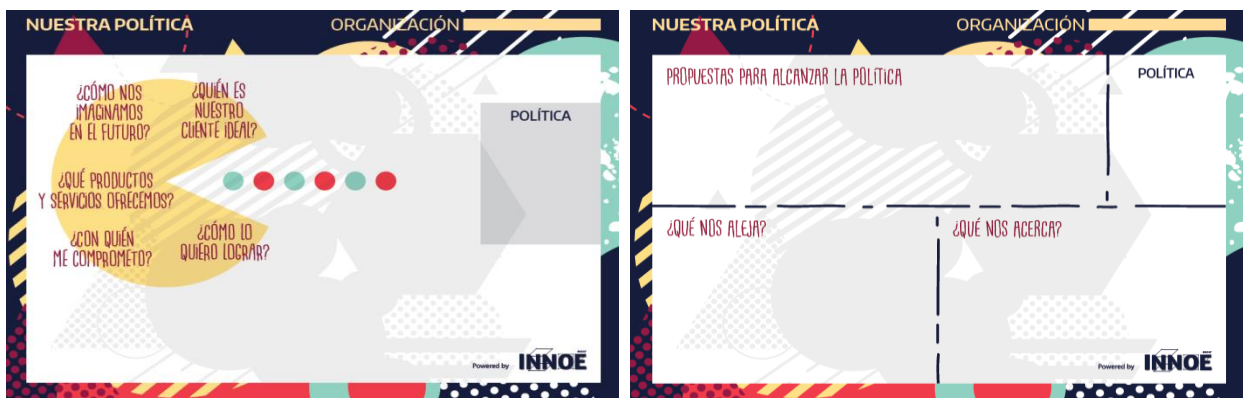 NUESTRA POLÍTICA
ORGANIZACIÓN
¿CÓMO NOS
IMAGINAMOS
EN EL FUTURO?
¿QUIÉN ES
NUESTRO
CLIENTE IDEAL?
¿QUÉ PRODUCTOS
Y SERVICIOS OFRECEMOS?
¿CON QUIÉN
ME COMPROMETO?
¿CÓMO LO
QUIERO LOGRAR?
POLÍTICA
Powered by INNOË
NUESTRA POLÍTICA
ORGANIZACIÓN
PROPUESTAS PARA ALCANZAR LA POLÍTICA
POLÍTICA
¿QUÉ NOS ALEJA?
¿QUÉ NOS ACERCA?
Powered by INNOË